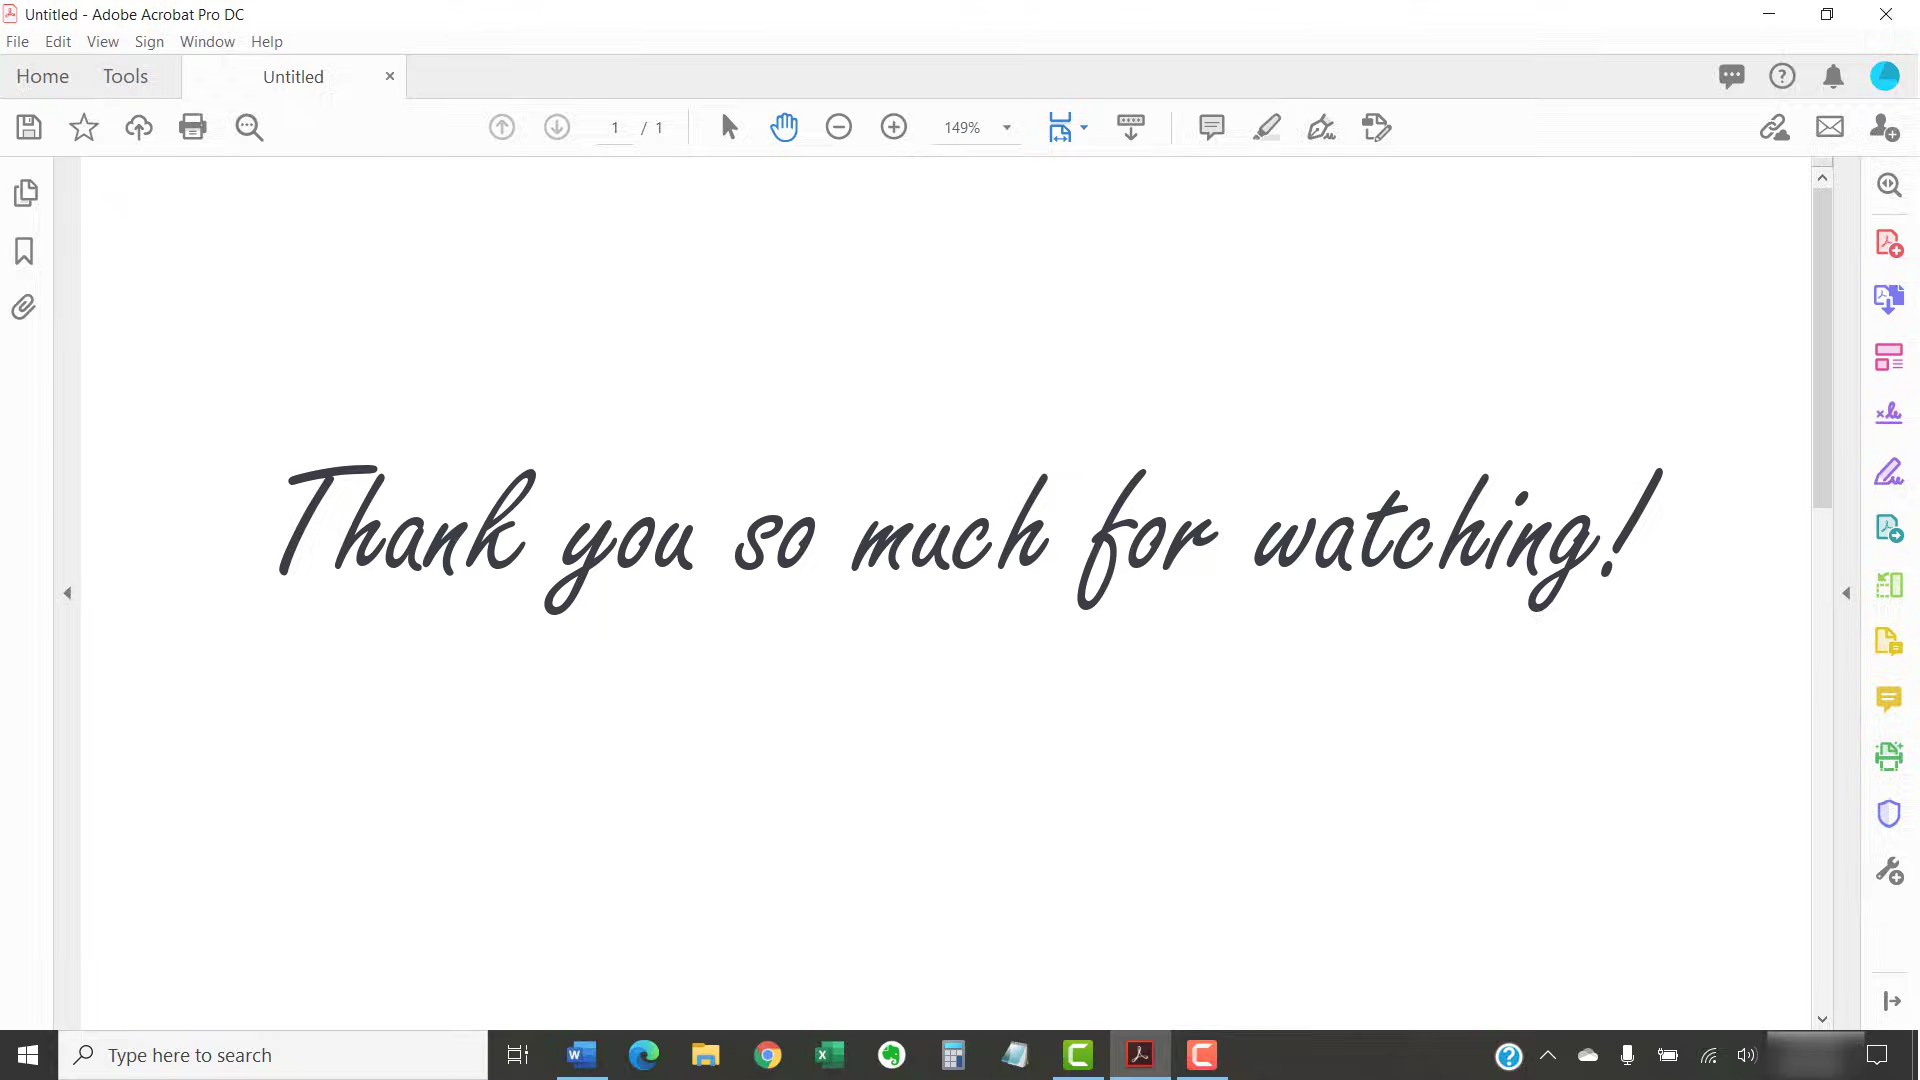 Untitled - Adobe Acrobat Pro DC
File Edit View Sign Window Help
Home Tools Untitled
1 / 1 149%
Thank you so much for watching!
Type here to search